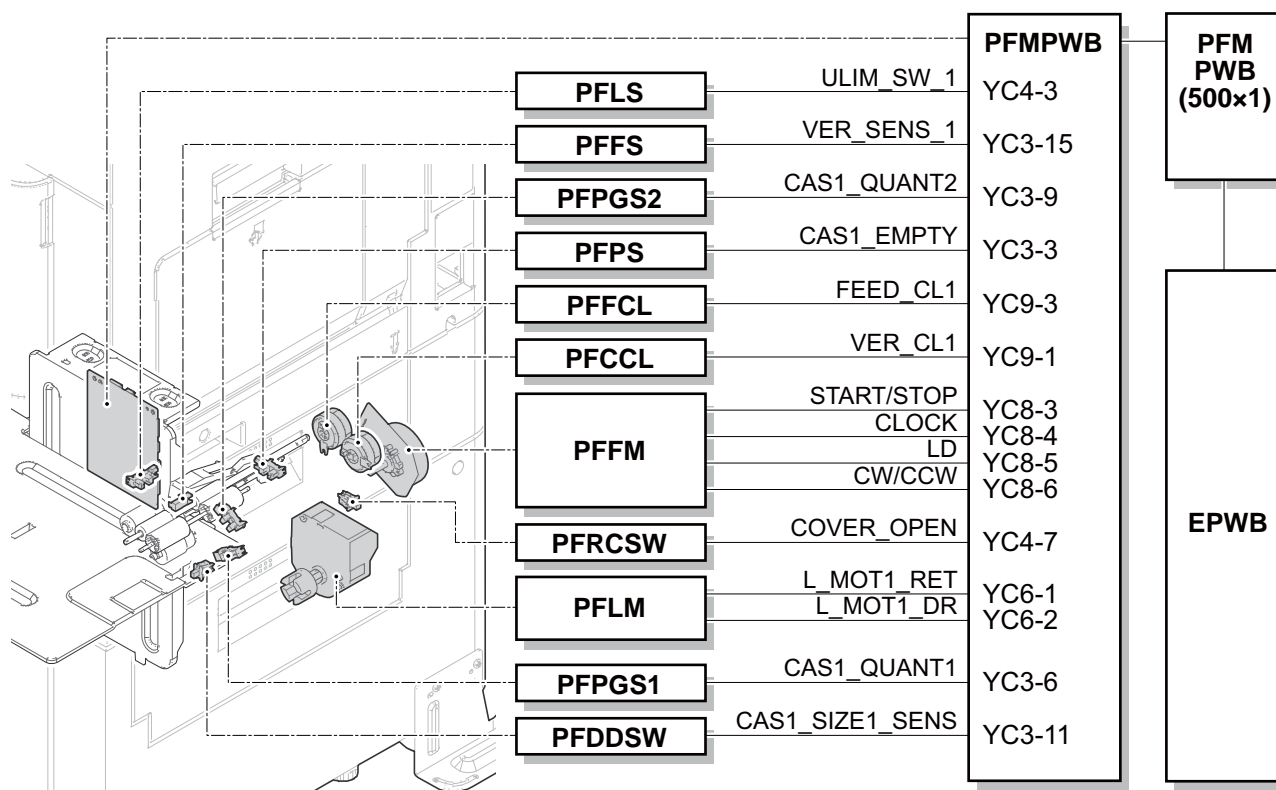 PFMPWB
PFM
PWB
(500×1)
PFLS
ULIM_SW_1
YC4-3
PFFS
VER_SENS_1
YC3-15
PFPGS2
CAS1_QUANT2
YC3-9
PFPS
CAS1_EMPTY
YC3-3
PFFCL
FEED_CL1
YC9-3
PFCCL
VER_CL1
YC9-1
PFFM
START/STOP
YC8-3
CLOCK
YC8-4
LD
YC8-5
CW/CCW
YC8-6
EPWB
PFRCSW
COVER_OPEN
YC4-7
PFLM
L_MOT1_RET
YC6-1
L_MOT1_DR
YC6-2
PFPGS1
CAS1_QUANT1
YC3-6
PFDDSW
CAS1_SIZE1_SENS
YC3-11